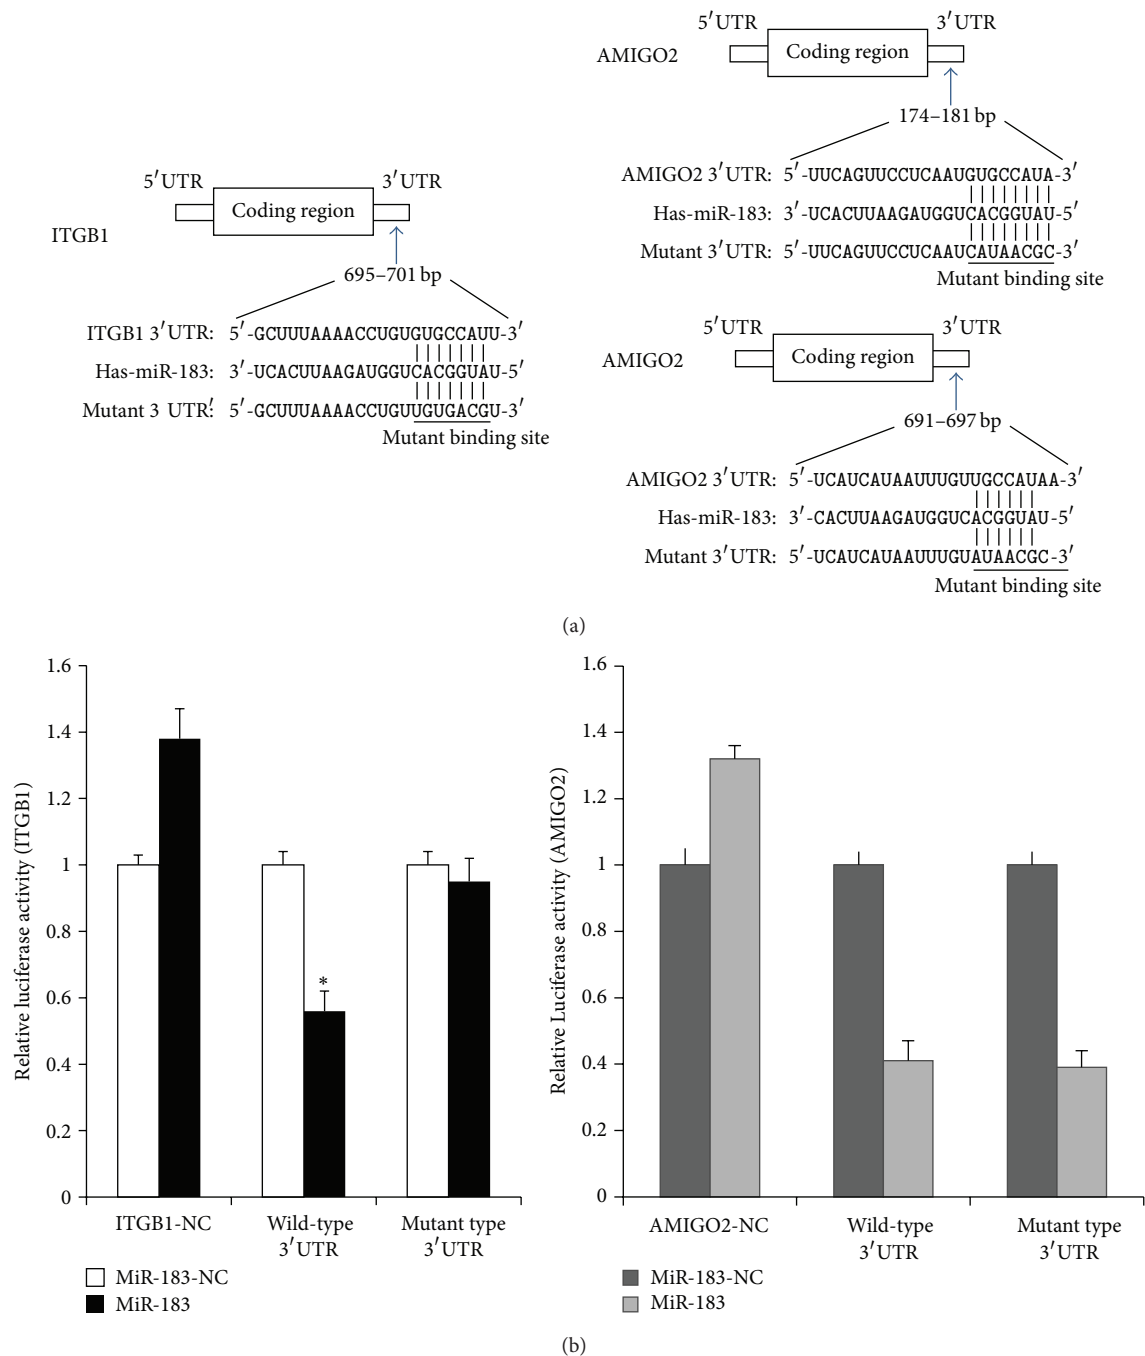 5′UTR 3′UTR
ITGB1 Coding region
695–701 bp
ITGB1 3′UTR: 5′-GCUUUAAAACCUGUGUGCCAUU-3′
Has-miR-183: 3′-UCACUUAAGAUGGUCACGGUAU-5′
Mutant 3 UTR′: 5′-GCUUUAAAACCUGUUGUGACGU-3′
Mutant binding site
5′UTR 3′UTR
AMIGO2 Coding region
174–181 bp
AMIGO2 3′UTR: 5′-UUCAGUUCCUCAAUGUGCCAUA-3′
Has-miR-183: 3′-UCACUUAAGAUGGUCACGGUAU-5′
Mutant 3′UTR: 5′-UUCAGUUCCUCAAUCAUAACGC-3′
Mutant binding site
5′UTR 3′UTR
AMIGO2 Coding region
691–697 bp
AMIGO2 3′UTR: 5′-UCAUCAUAAUUUGUUGCCAUAA-3′
Has-miR-183: 3′-CACUUAAGAUGGUCACGGUAU-5′
Mutant 3′UTR: 5′-UCAUCAUAAUUUGUAUAACGC-3′
Mutant binding site
(a)
Relative luciferase activity (ITGB1)
1.6
1.4
1.2
1
0.8
0.6
0.4
0.2
0
*
ITGB1-NC Wild-type Mutant type
3′UTR 3′UTR
MiR-183-NC
MiR-183
Relative Luciferase activity (AMIGO2)
1.6
1.4
1.2
1
0.8
0.6
0.4
0.2
0
AMIGO2-NC Wild-type Mutant type
3′UTR 3′UTR
MiR-183-NC
MiR-183
(b)